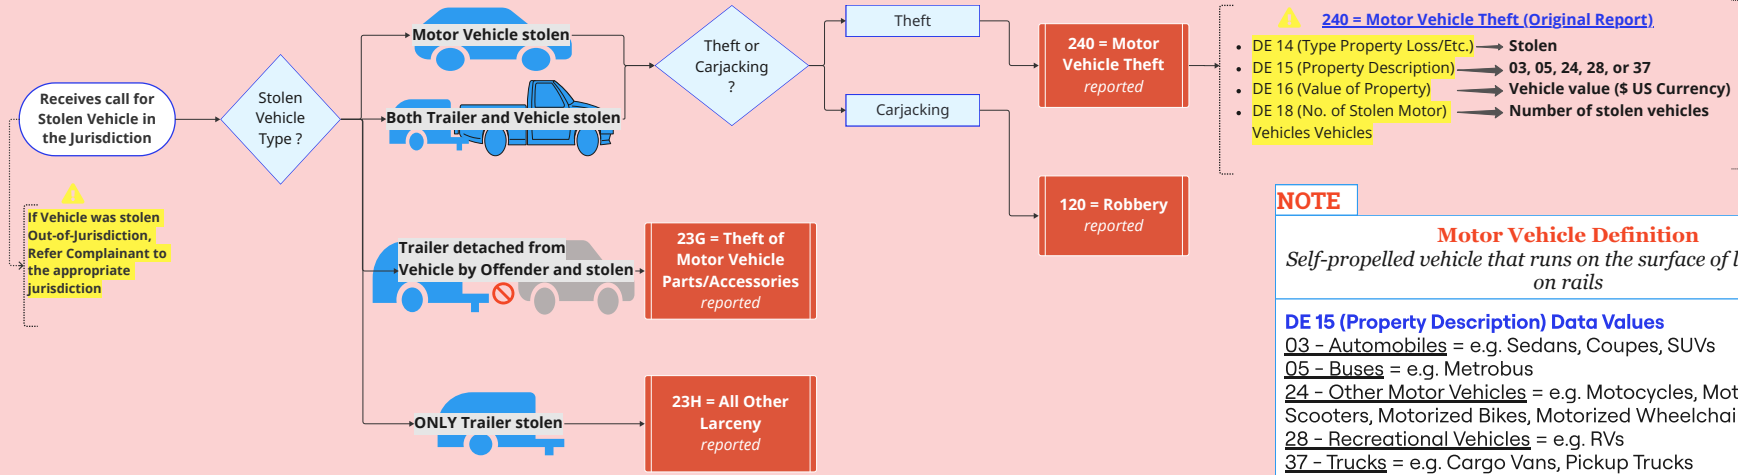 Receives call for
Stolen Vehicle in
the Jurisdiction
If Vehicle was stolen
Out-of-Jurisdiction,
Refer Complainant to
the appropriate
jurisdiction
Stolen
Vehicle
Type ?
Motor Vehicle stolen
Both Trailer and Vehicle stolen
Trailer detached from
Vehicle by Offender and stolen
ONLY Trailer stolen
Theft or
Carjacking
?
23G = Theft of
Motor Vehicle
Parts/Accessories
reported
23H = All Other
Larceny
reported
Theft
Carjacking
240 = Motor
Vehicle Theft
reported
120 = Robbery
reported
240 = Motor Vehicle Theft (Original Report)
• DE 14 (Type Property Loss/Etc.) Stolen
• DE 15 (Property Description) 03, 05, 24, 28, or 37
• DE 16 (Value of Property) Vehicle value ($ US Currency)
• DE 18 (No. of Stolen Motor) Number of stolen vehicles
Vehicles Vehicles
NOTE
Motor Vehicle Definition
Self-propelled vehicle that runs on the surface of
on rails
DE 15 (Property Description) Data Values
03 - Automobiles = e.g. Sedans, Coupes, SUVs
05 - Buses = e.g. Metrobus
24 - Other Motor Vehicles = e.g. Motocycles, Mot
Scooters, Motorized Bikes, Motorized Wheelchai
28 - Recreational Vehicles = e.g. RVs
37 - Trucks = e.g. Cargo Vans, Pickup Trucks